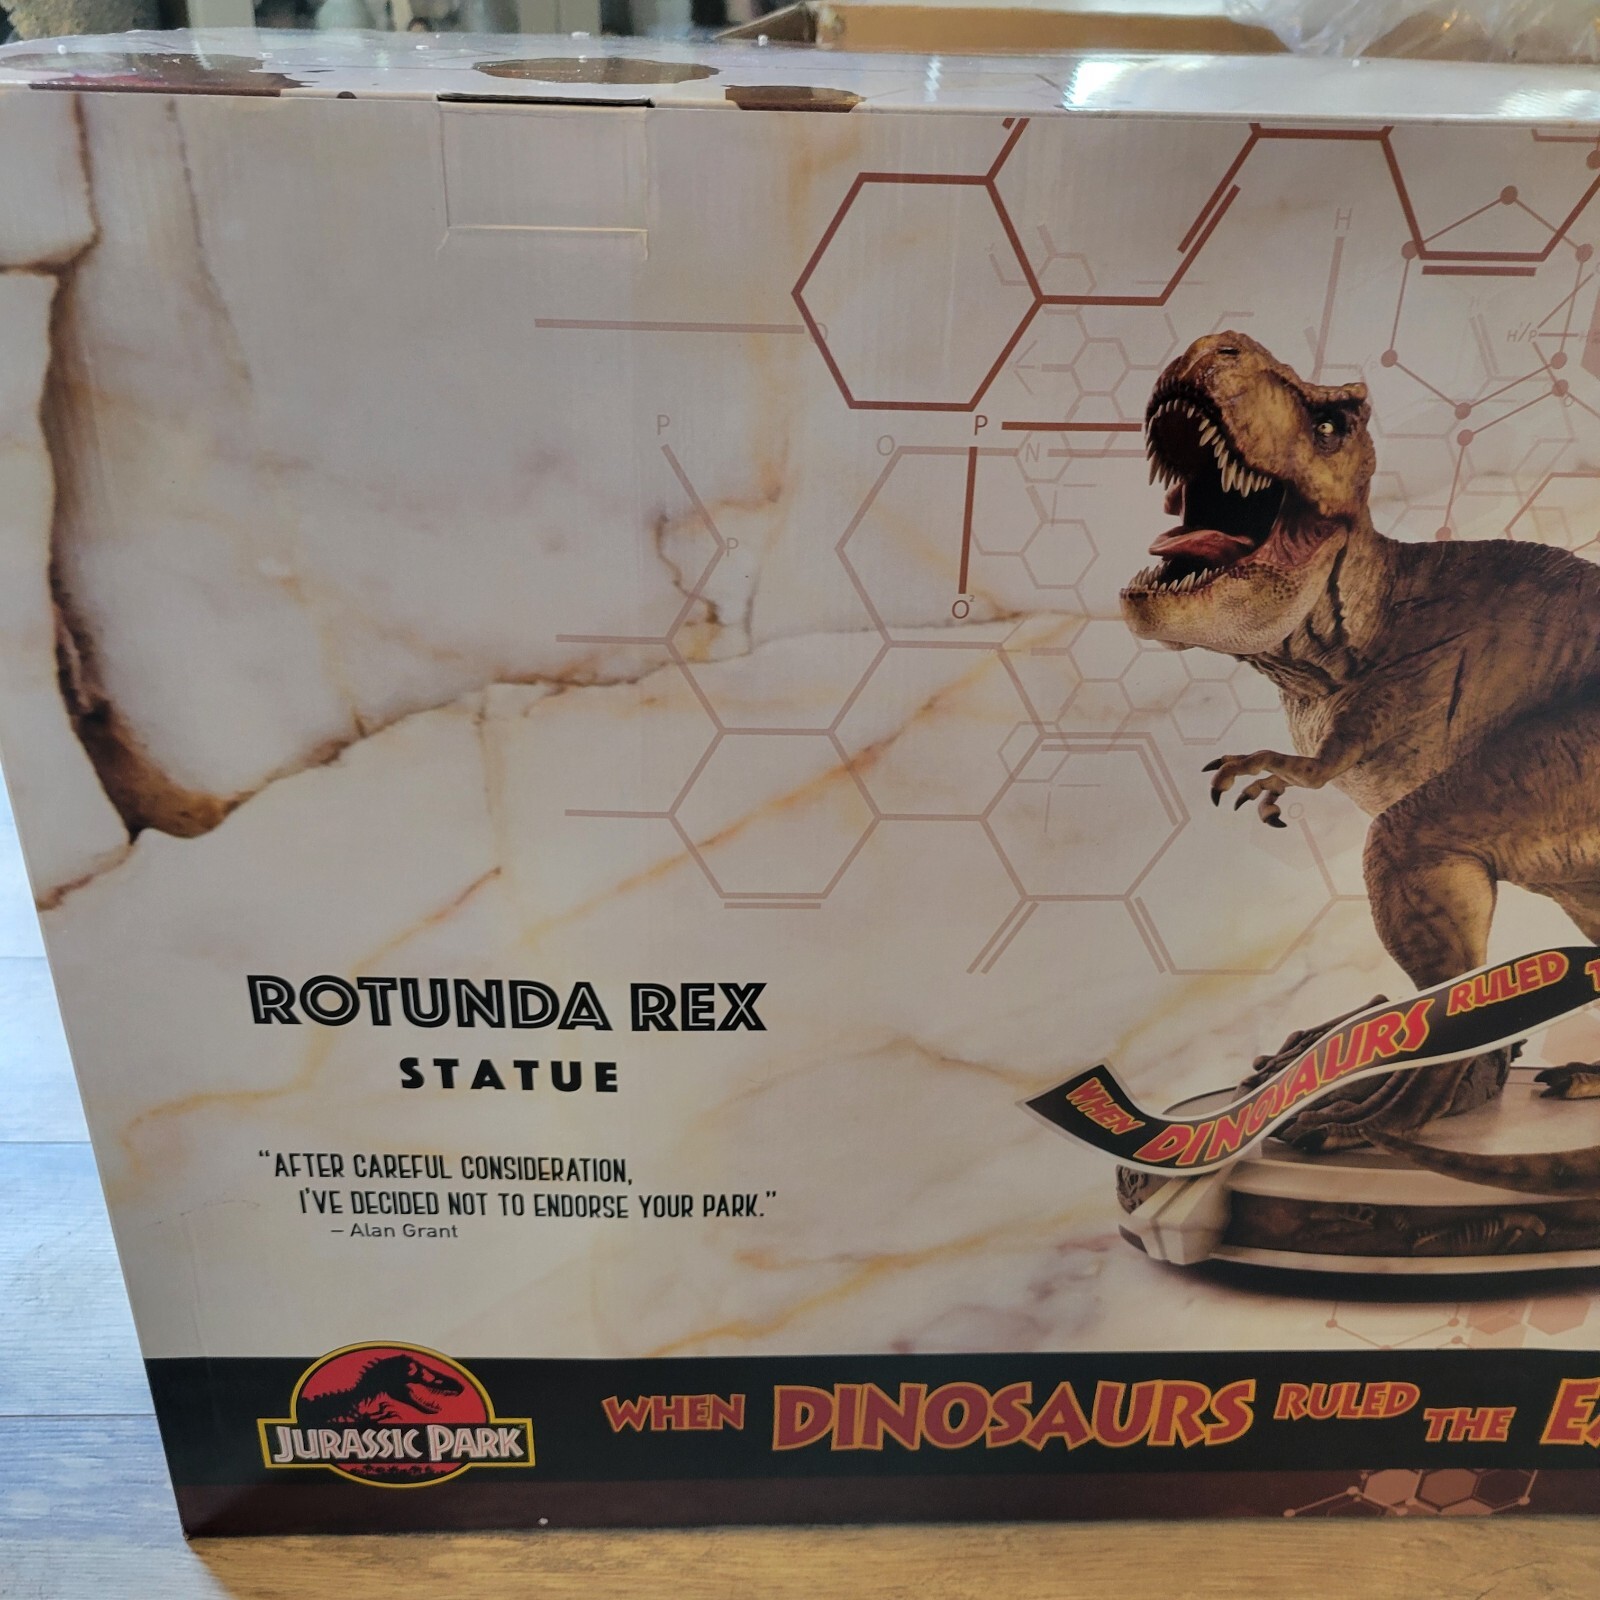 H
H/P
P
P
O
N
P
O²
O
ROTUNDA REX
STATUE
"AFTER CAREFUL CONSIDERATION,
I'VE DECIDED NOT TO ENDORSE YOUR PARK."
– Alan Grant
WHEN DINOSAURS RULED
JURASSIC PARK
WHEN DINOSAURS RULED THE